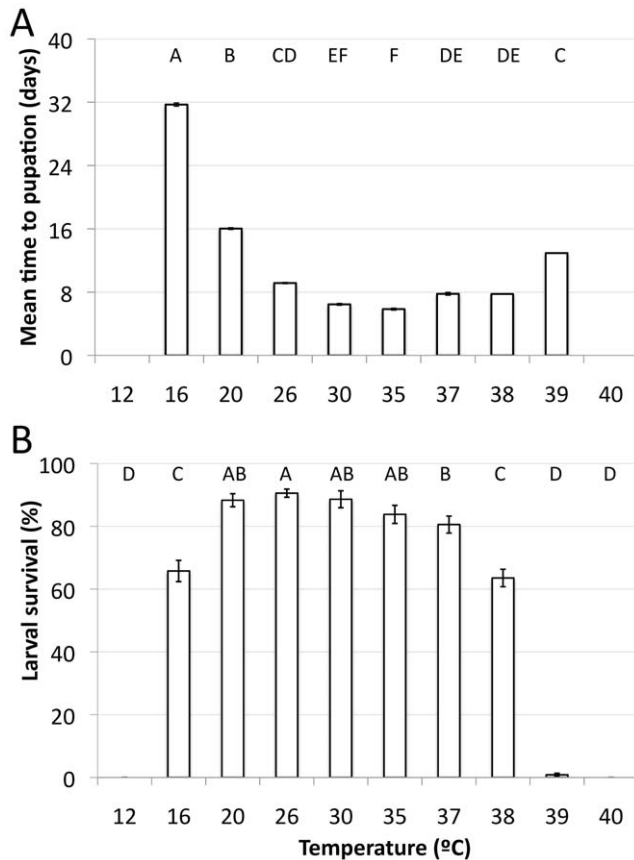 A
Mean time to pupation (days)
40
32
24
16
8
0
A B CD EF F DE DE C
12 16 20 26 30 35 37 38 39 40
B
Larval survival (%)
100
80
60
40
20
0
D C AB A AB AB B C D D
12 16 20 26 30 35 37 38 39 40
Temperature (ºC)